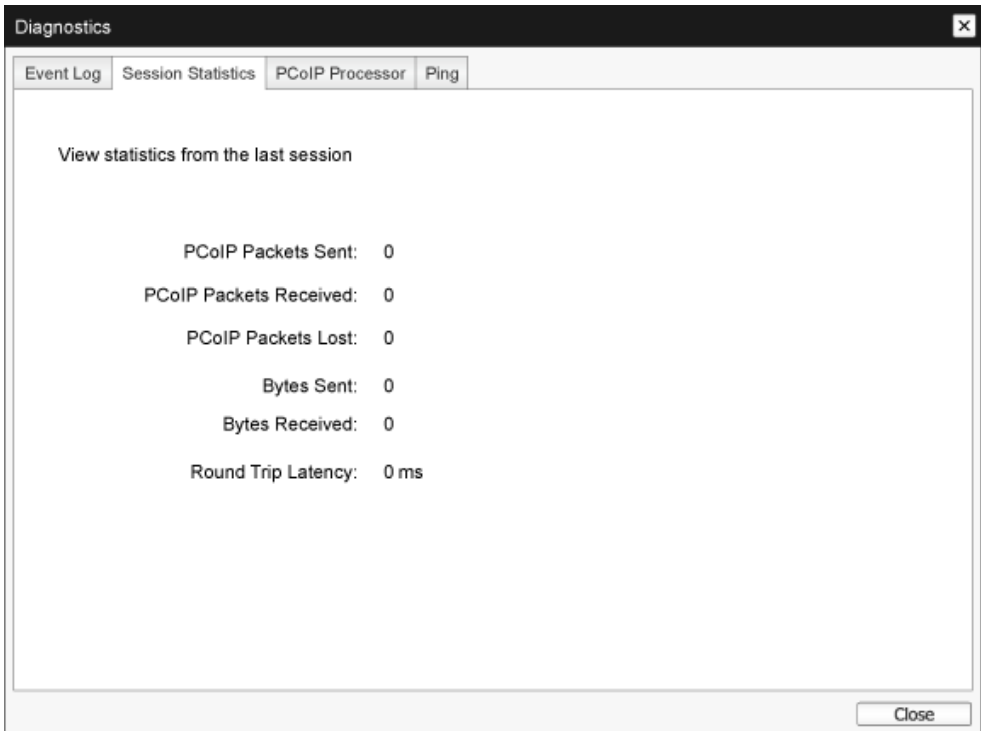 Diagnostics
Event Log Session Statistics PCoIP Processor Ping
View statistics from the last session
PCoIP Packets Sent: 0
PCoIP Packets Received: 0
PCoIP Packets Lost: 0
Bytes Sent: 0
Bytes Received: 0
Round Trip Latency: 0 ms
Close